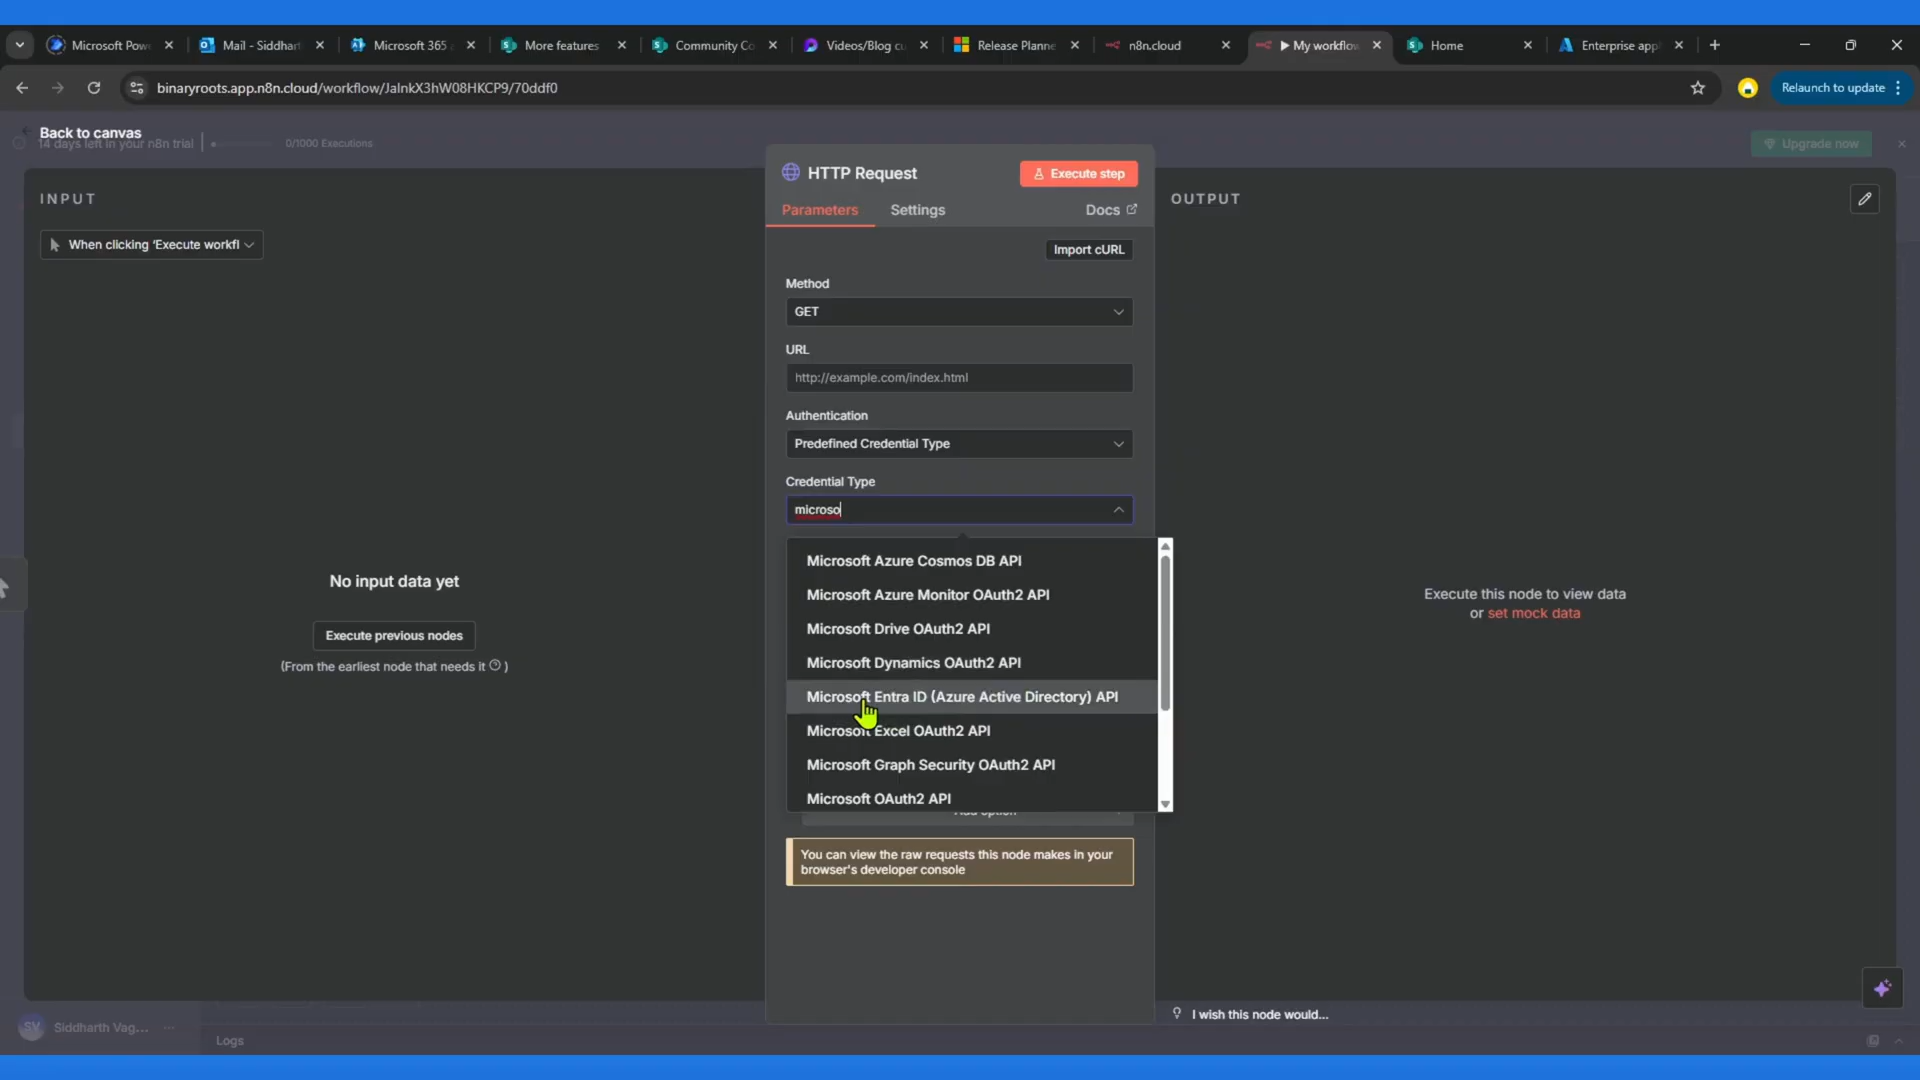 Microsoft Pow
Mail - Siddhart
Microsoft 365
More features
Community Co
Videos/Blog cu
Release Planne
n8n.cloud
My workflow
Home
Enterprise app
binaryroots.app.n8n.cloud/workflow/JaInkX3hW08HKCP9/70ddf0
Relaunch to update
Back to canvas
14 days left in your n8n trial
0/1000 Executions
Upgrade now
HTTP Request
Execute step
INPUT
Parameters
Settings
Docs
OUTPUT
When clicking 'Execute workfl
Import cURL
Method
GET
URL
http://example.com/index.html
Authentication
Predefined Credential Type
Credential Type
microso
Microsoft Azure Cosmos DB API
Microsoft Azure Monitor OAuth2 API
Microsoft Drive OAuth2 API
Microsoft Dynamics OAuth2 API
Microsoft Entra ID (Azure Active Directory) API
Microsoft Excel OAuth2 API
Microsoft Graph Security OAuth2 API
Microsoft OAuth2 API
Add option
No input data yet
Execute previous nodes
(From the earliest node that needs it ? )
Execute this node to view data
or set mock data
You can view the raw requests this node makes in your
browser's developer console
I wish this node would...
SV
Siddharth Vag...
Logs